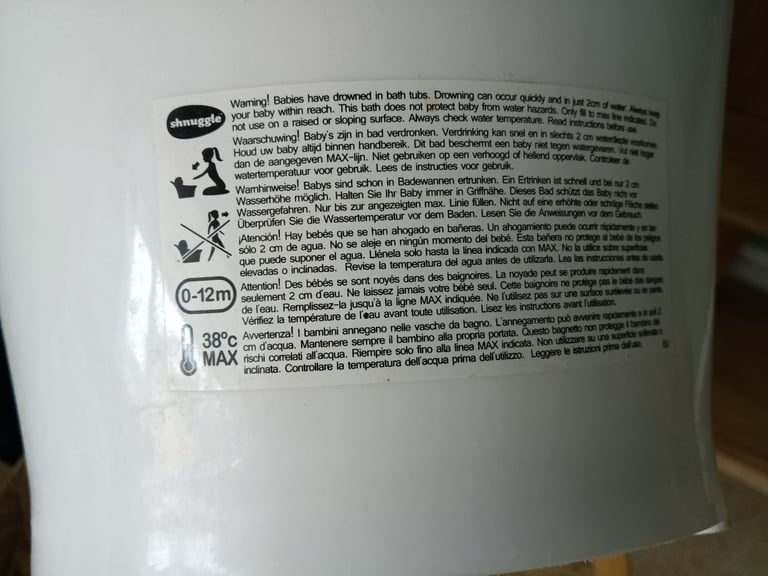 shnuggle
Warning! Babies have drowned in bath tubs. Drowning can occur quickly and in just 2cm of water. Always keep
your baby within reach. This bath does not protect baby from water hazards. Only fill to max line indicated. Do
not use on a raised or sloping surface. Always check water temperature. Read instructions before use.
Waarschuwing! Baby's zijn in bad verdronken. Verdrinking kan snel en in slechts 2 cm waterdiepte voorkomen.
Houd uw baby altijd binnen handbereik. Dit bad beschermt een baby niet tegen watergevaren. Vul niet hoger
dan de aangegeven MAX-lijn. Niet gebruiken op een verhoogd of hellend oppervlak. Controleer de
watertemperatuur voor gebruik. Lees de instructies voor gebruik.
Warnhinweise! Babys sind schon in Badewannen ertrunken. Ein Ertrinken ist schnell und bei nur 2 cm
Wasserhöhe möglich. Halten Sie Ihr Baby immer in Griffnähe. Dieses Bad schützt das Baby nicht vor
Wassergefahren. Nur bis zur angezeigten max. Linie füllen. Nicht auf eine erhöhte oder schräge Fläche stellen.
Überprüfen Sie die Wassertemperatur vor dem Baden. Lesen Sie die Anweisungen vor dem Gebrauch.
¡Atención! Hay bebés que se han ahogado en bañeras. Un ahogamiento puede ocurrir rápidamente y en tan
sólo 2 cm de agua. No se aleje en ningún momento del bebé. Esta bañera no protege al bebé de los peligros
que puede suponer el agua. Llénela solo hasta la línea indicada con MAX. No la utilice sobre superficies
elevadas o inclinadas. Revise la temperatura del agua antes de utilizarla. Lea las instrucciones antes de usarla.
0-12m
Attention! Des bébés se sont noyés dans des baignoires. La noyade peut se produire rapidement dans
seulement 2 cm d'eau. Ne laissez jamais votre bébé seul. Cette baignoire ne protège pas le bébé des dangers
de l'eau. Remplissez-la jusqu'à la ligne MAX indiquée. Ne l'utilisez pas sur une surface surélevée ou en pente.
Vérifiez la température de l'eau avant toute utilisation. Lisez les instructions avant l'utilisation.
38°c
MAX
Avvertenza! I bambini annegano nelle vasche da bagno. L'annegamento può avvenire rapidamente e in soli 2
cm d'acqua. Mantenere sempre il bambino alla propria portata. Questo bagnetto non protegge il bambino dai
rischi correlati all'acqua. Riempire solo fino alla linea MAX indicata. Non utilizzare su una superficie sollevata o
inclinata. Controllare la temperatura dell'acqua prima dell'utilizzo. Leggere le istruzioni prima dell'uso.